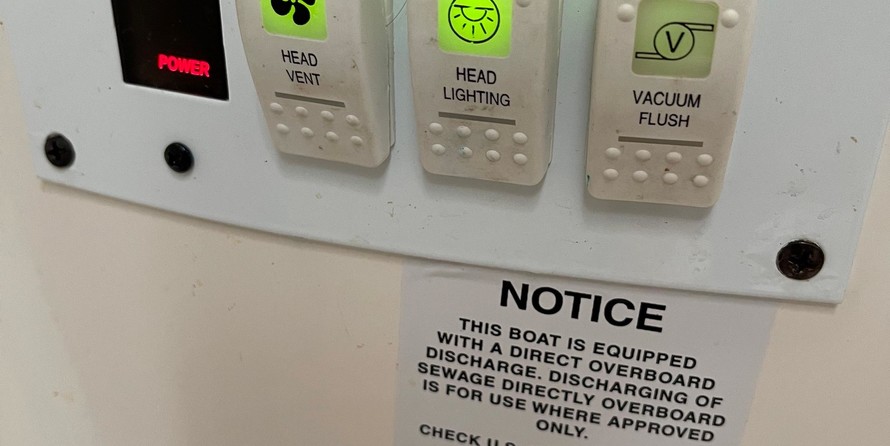 POWER
HEAD
VENT
HEAD
LIGHTING
V
VACUUM
FLUSH
NOTICE
THIS BOAT IS EQUIPPED
WITH A DIRECT OVERBOARD
DISCHARGE. DISCHARGING OF
SEWAGE DIRECTLY OVERBOARD
IS FOR USE WHERE APPROVED
ONLY.
CHECK